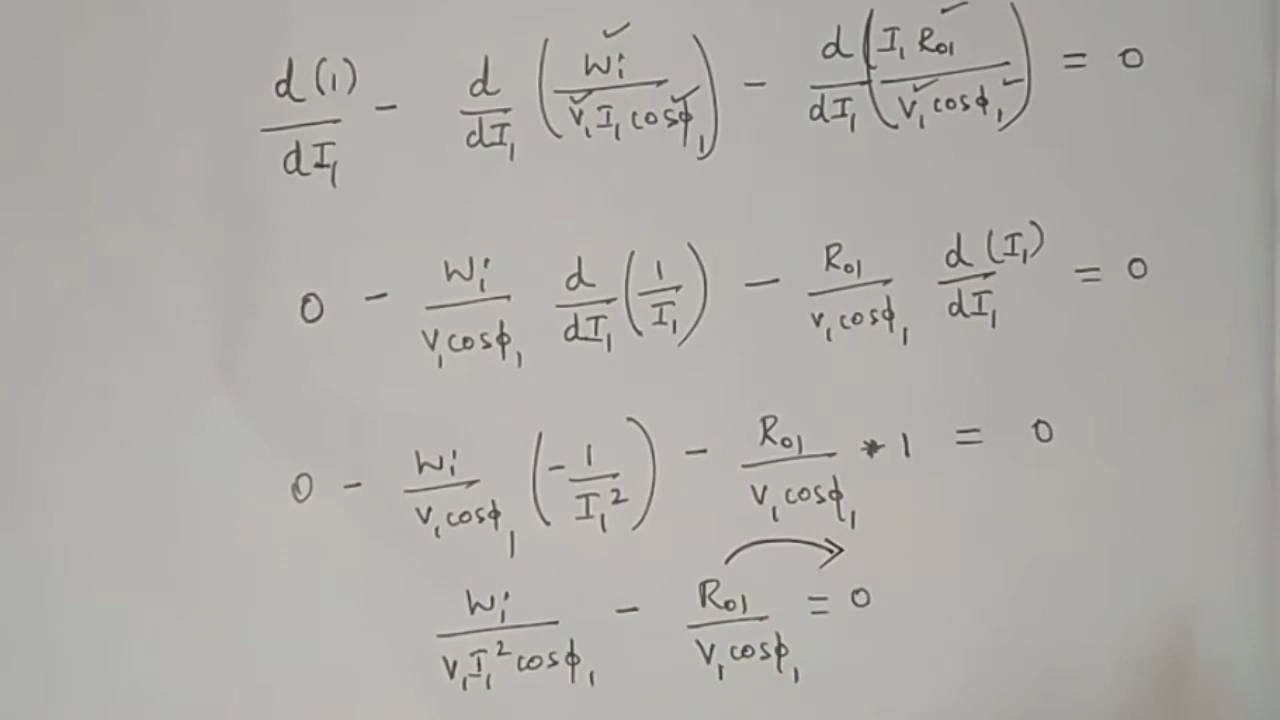 d(1)/dI₁ - d/dI₁ (Wi/V₁I₁cosϕ₁) - d/dI₁ (I₁R₀₁/V₁cosϕ₁) = 0
0 - Wi/V₁cosϕ₁ d/dI₁ (1/I₁) - R₀₁/V₁cosϕ₁ d(I₁)/dI₁ = 0
0 - Wi/V₁cosϕ₁ (-1/I₁²) - R₀₁/V₁cosϕ₁ * 1 = 0
Wi/V₁I₁²cosϕ₁ - R₀₁/V₁cosϕ₁ = 0